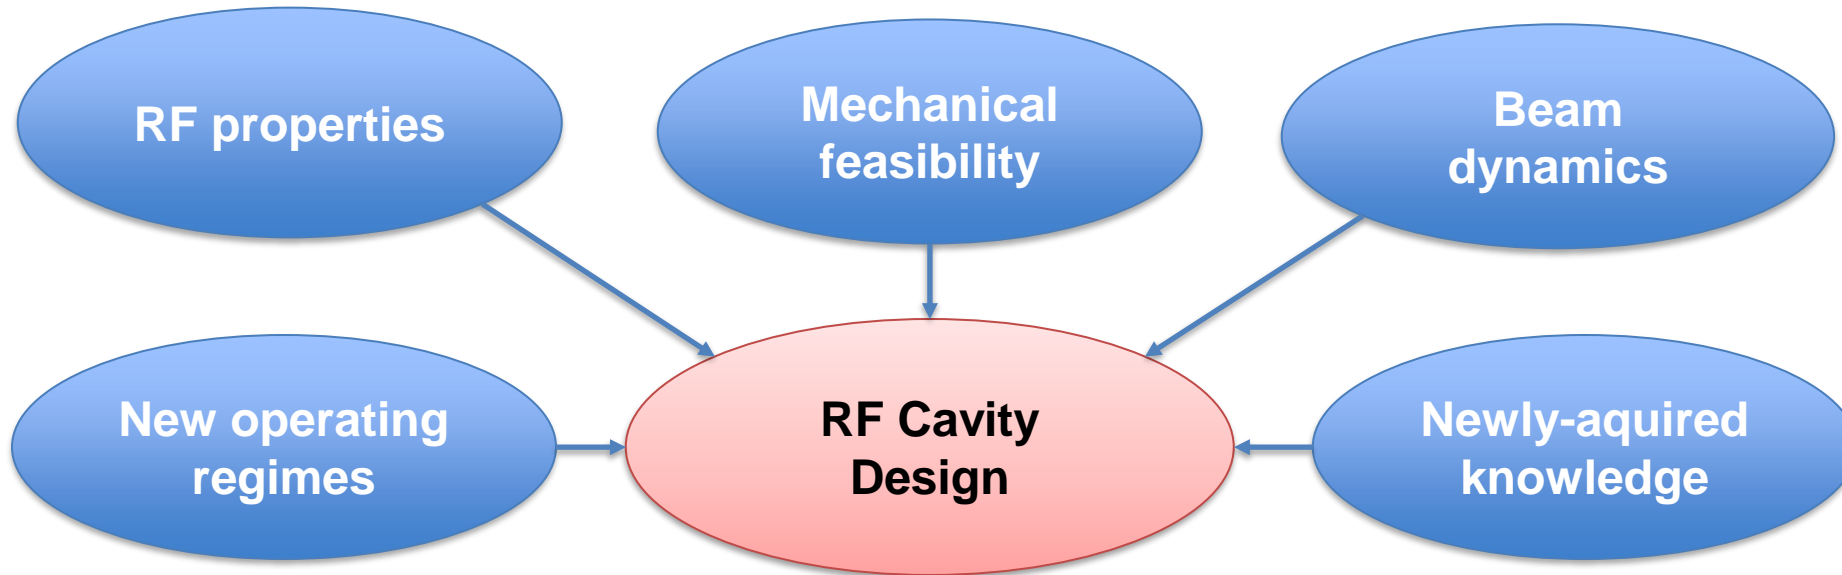 RF properties
Mechanical
feasibility
Beam
dynamics
New operating
regimes
RF Cavity
Design
Newly-aquired
knowledge